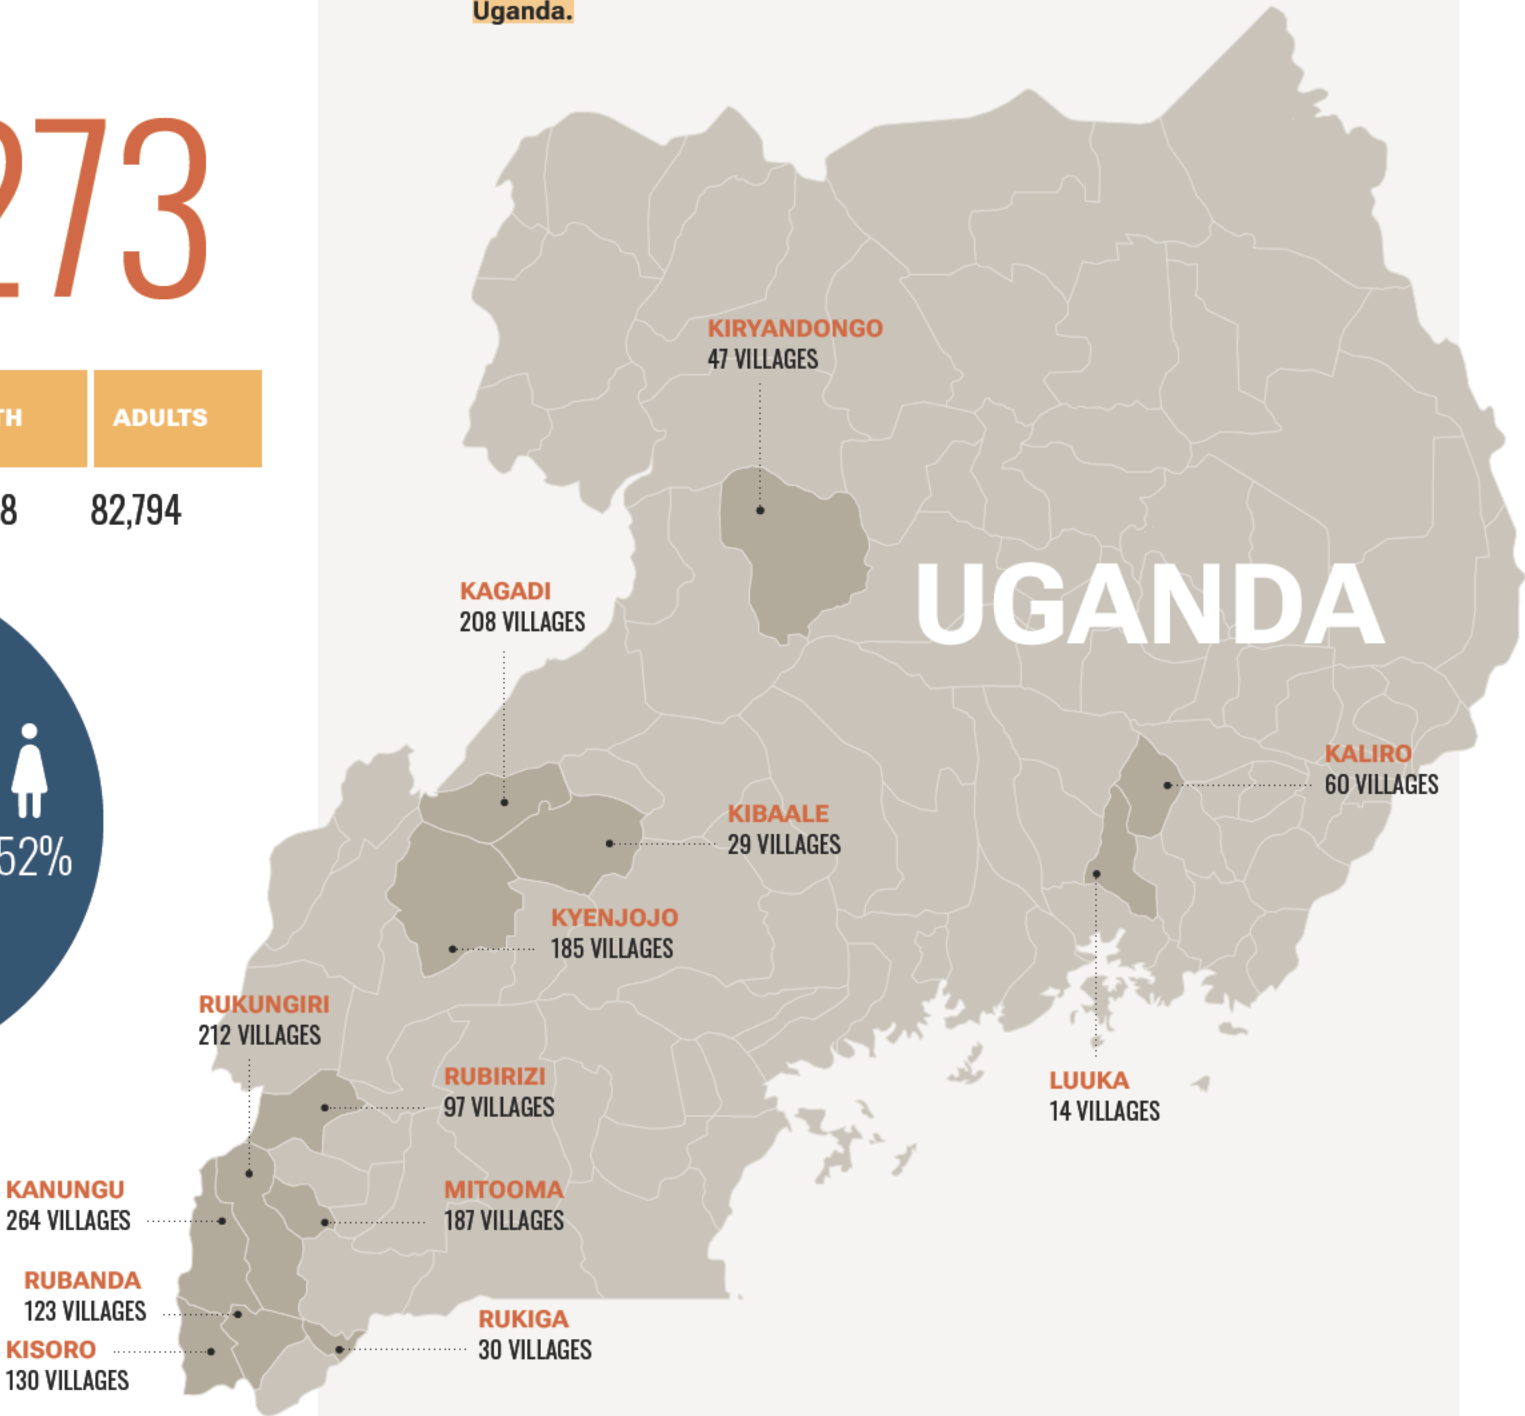 Uganda.
273
TH
ADULTS
8
82,794
52%
KIRYANDONGO
47 VILLAGES
UGANDA
KAGADI
208 VILLAGES
KALIRO
60 VILLAGES
KIBAALE
29 VILLAGES
KYENJOJO
185 VILLAGES
RUKUNGIRI
212 VILLAGES
RUBIRIZI
97 VILLAGES
LUUKA
14 VILLAGES
KANUNGU
264 VILLAGES
MITOOMA
187 VILLAGES
RUBANDA
123 VILLAGES
RUKIGA
30 VILLAGES
KISORO
130 VILLAGES